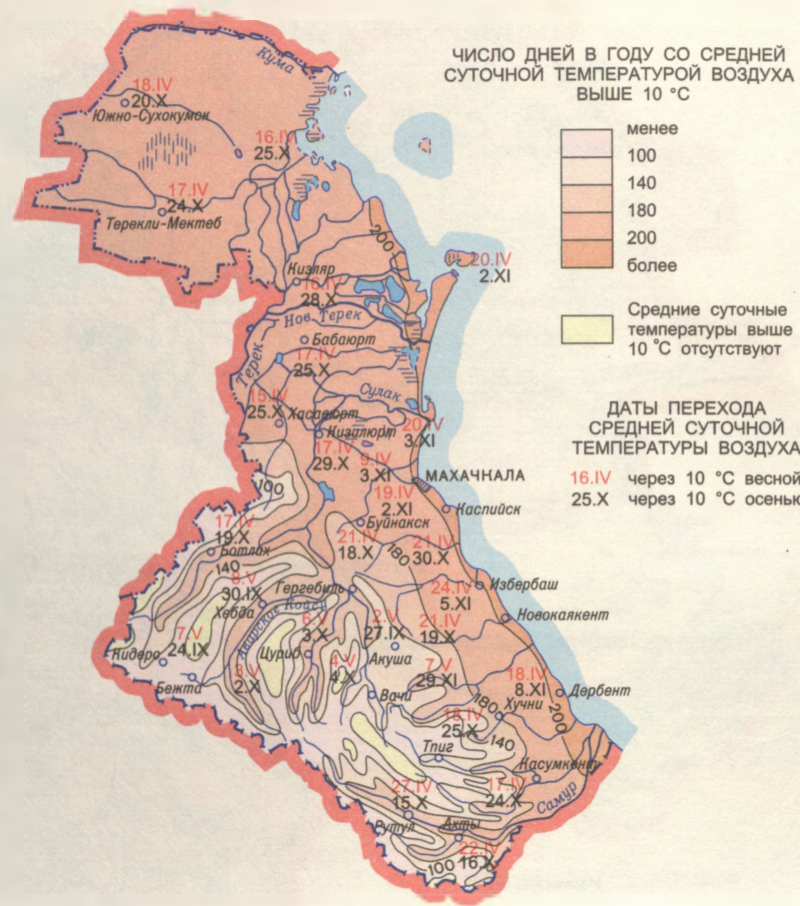 ЧИСЛО ДНЕЙ В ГОДУ СО СРЕДНЕЙ
СУТОЧНОЙ ТЕМПЕРАТУРОЙ ВОЗДУХА
ВЫШЕ 10 °С
менее
100
140
180
200
более
Средние суточные
температуры выше
10 °С отсутствуют
ДАТЫ ПЕРЕХОДА
СРЕДНЕЙ СУТОЧНОЙ
ТЕМПЕРАТУРЫ ВОЗДУХА
16.IV через 10 °С весной
25.X через 10 °С осенью
Кума
18.IV
20.X
Южно-Сухокумск
16.IV
25.X
17.IV
24.X
Терекли-Мектеб
200
20.IV
2.XI
Кизляр
16.IV
28.X
Нов. Терек
Терек
Бабаюрт
17.IV
25.X
Сулак
15.IV
25.X
Хасавюрт
20.IV
3.XI
Кизилюрт
17.IV
29.X
9.IV
3.XI
МАХАЧКАЛА
100
19.IV
2.XI
Каспийск
Буйнакск
17.IV
19.X
Ботлих
21.IV
18.X
180
21.IV
30.X
140
8.V
30.IX
Хебда
Гергебиль
24.IV
5.XI
Избербаш
Аварское Койсу
Новокаякент
6.V
3.X
Цуриб
2.V
27.IX
Акуша
21.IV
19.X
7.V
24.IX
Кидеро
Бежта
3.V
2.X
4.V
4.X
Вачи
7.V
29.XI
18.IV
8.XI
Дербент
Хучни
180
200
18.IV
25.X
140
Тпиг
Касумкент
27.IV
15.X
17.IV
24.X
Самур
Рутул
Ахты
22.IV
16.X
100